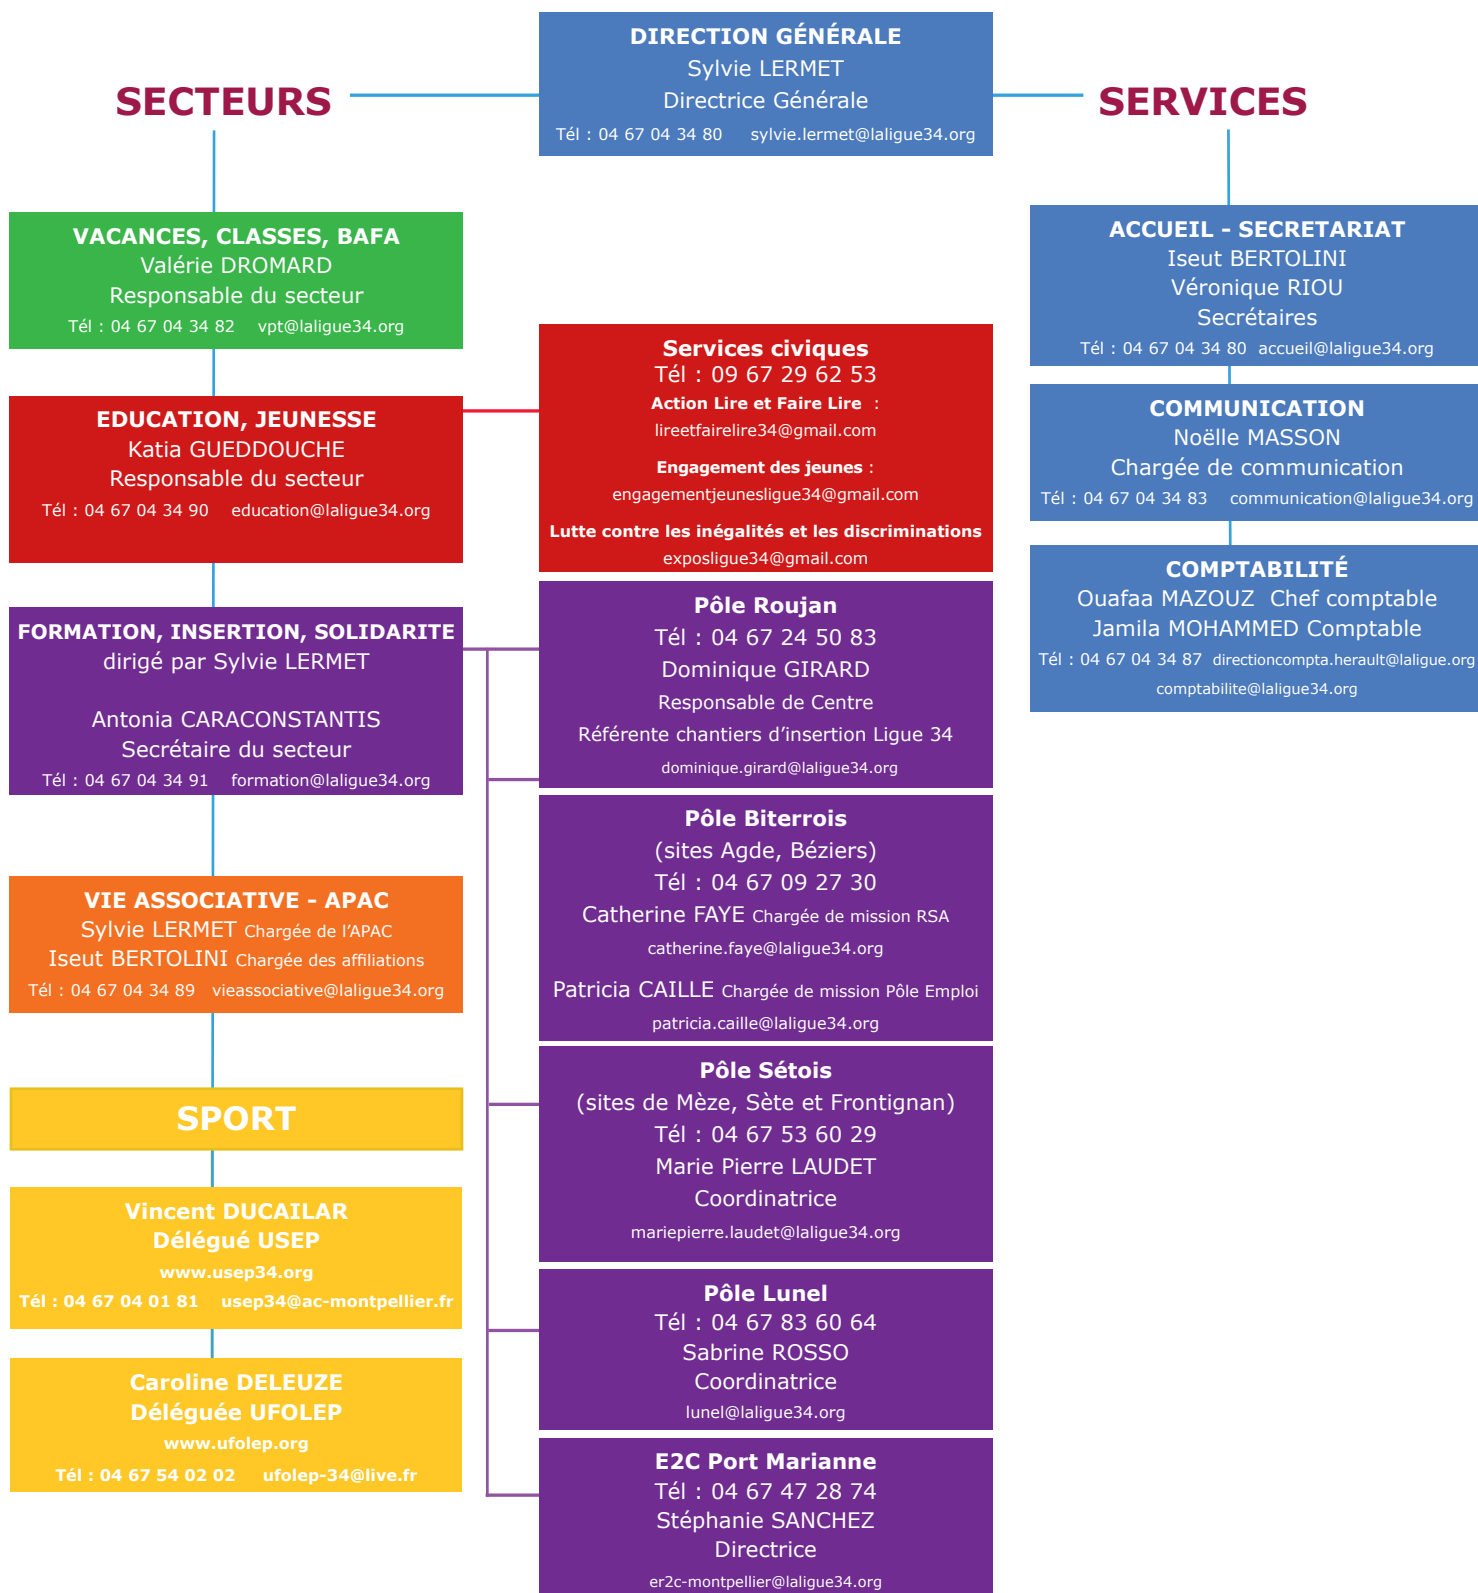 DIRECTION GÉNÉRALE
Sylvie LERMET
Directrice Générale
Tél : 04 67 04 34 80 sylvie.lermet@laligue34.org
SECTEURS
SERVICES
VACANCES, CLASSES, BAFA
Valérie DROMARD
Responsable du secteur
Tél : 04 67 04 34 82 vpt@laligue34.org
EDUCATION, JEUNESSE
Katia GUEDDOUCHE
Responsable du secteur
Tél : 04 67 04 34 90 education@laligue34.org
FORMATION, INSERTION, SOLIDARITE
dirigé par Sylvie LERMET
Antonia CARACONSTANTIS
Secrétaire du secteur
Tél : 04 67 04 34 91 formation@laligue34.org
VIE ASSOCIATIVE - APAC
Sylvie LERMET Chargée de l'APAC
Iseut BERTOLINI Chargée des affiliations
Tél : 04 67 04 34 89 vieassociative@laligue34.org
SPORT
Vincent DUCAILAR
Délégué USEP
www.usep34.org
Tél : 04 67 04 01 81 usep34@ac-montpellier.fr
Caroline DELEUZE
Déléguée UFOLEP
www.ufolep.org
Tél : 04 67 54 02 02 ufolep-34@live.fr
Services civiques
Tél : 09 67 29 62 53
Action Lire et Faire Lire :
lireetfairelire34@gmail.com
Engagement des jeunes :
engagementjeunesligue34@gmail.com
Lutte contre les inégalités et les discriminations
exposligue34@gmail.com
Pôle Roujan
Tél : 04 67 24 50 83
Dominique GIRARD
Responsable de Centre
Référente chantiers d'insertion Ligue 34
dominique.girard@laligue34.org
Pôle Biterrois
(sites Agde, Béziers)
Tél : 04 67 09 27 30
Catherine FAYE Chargée de mission RSA
catherine.faye@laligue34.org
Patricia CAILLE Chargée de mission Pôle Emploi
patricia.caille@laligue34.org
Pôle Sétois
(sites de Mèze, Sète et Frontignan)
Tél : 04 67 53 60 29
Marie Pierre LAUDET
Coordinatrice
mariepierre.laudet@laligue34.org
Pôle Lunel
Tél : 04 67 83 60 64
Sabrine ROSSO
Coordinatrice
lunel@laligue34.org
E2C Port Marianne
Tél : 04 67 47 28 74
Stéphanie SANCHEZ
Directrice
er2c-montpellier@laligue34.org
ACCUEIL - SECRETARIAT
Iseut BERTOLINI
Véronique RIOU
Secrétaires
Tél : 04 67 04 34 80 accueil@laligue34.org
COMMUNICATION
Noëlle MASSON
Chargée de communication
Tél : 04 67 04 34 83 communication@laligue34.org
COMPTABILITÉ
Ouafaa MAZOUZ Chef comptable
Jamila MOHAMMED Comptable
Tél : 04 67 04 34 87 directioncompta.herault@laligue.org
comptabilite@laligue34.org